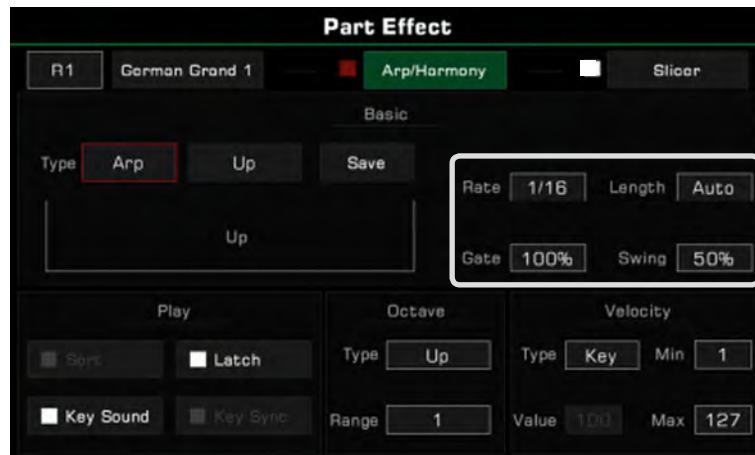 Part Effect
R1 German Grand 1 Arp/Harmony Slicer
Basic
Type Arp Up Save
Rate 1/16 Length Auto
Up
Gate 100% Swing 50%
Play Octave Velocity
Sort Latch Type Up Type Key Min 1
Key Sound Key Sync Range 1 Value 100 Max 127